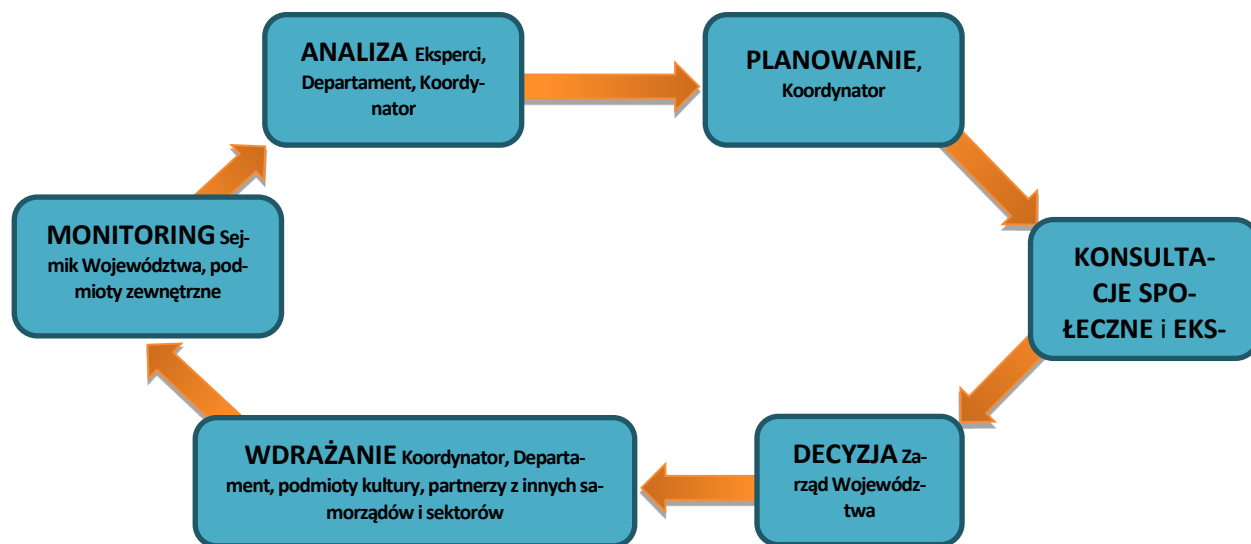 ANALIZA Eksperci,
Departament, Koordy-
nator
PLANOWANIE,
Koordynator
KONSULTA-
CJE SPO-
ŁECZNE i EKS-
DECYZJA Za-
rząd Wojewódz-
twa
WDRAŻANIE Koordynator, Departa-
ment, podmioty kultury, partnerzy z innych sa-
morządów i sektorów
MONITORING Sej-
mik Województwa, pod-
mioty zewnętrzne